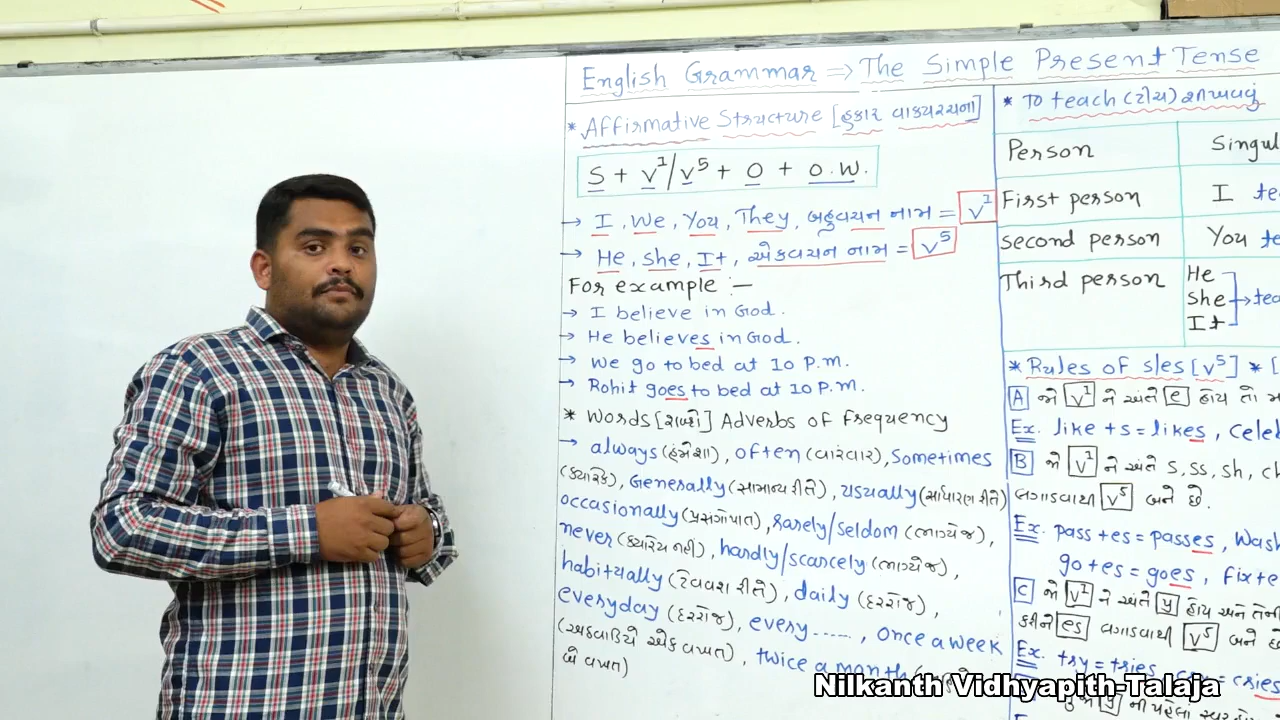 English Grammar ⇒ The Simple Present Tense
* Affirmative Structure [હકાર વાક્યરચના]
S + V¹/V⁵ + O + O.W.
→ I, We, You, They, બહુવચન નામ = V¹
→ He, she, It, એકવચન નામ = V⁵
For example :-
→ I believe in God.
→ He believes in God.
→ We go to bed at 10 P.M.
→ Rohit goes to bed at 10 P.M.
* Words [શબ્દો] Adverbs of Frequency
→ always (હંમેશા), often (વારંવાર), Sometimes
(ક્યારેક), Generally (સામાન્ય રીતે), usually (સાધારણ રીતે)
occasionally (પ્રસંગોપાત), rarely/seldom (ભાગ્યેજ),
never (ક્યારેય નહીં), hardly/scarcely (ભાગ્યેજ),
habitually (ટેવવશ રીતે), daily (દરરોજ),
everyday (દરરોજ), every......, once a week
(અઠવાડિયે એક વખત), twice a month
બે વખત)
* To teach (ટીચ) શીખવવું
Person Singul
First person I te
Second person You te
Third person He
She → tea
It
* Rules of s/es [V⁵] * [
A જો V¹ ને અંતે e હોય તો
Ex. like + s = likes, Cele
B જો V¹ ને અંતે s, ss, sh, ch
લગાડવાથી V⁵ બને છે.
Ex. pass + es = passes, Wash
go + es = goes, fix + e
C જો V¹ ને અંતે y હોય અને તેની
કરીને es લગાડવાથી V⁵ બને છે
Ex. try = tries, = cries
Nilkanth Vidhyapith-Talaja